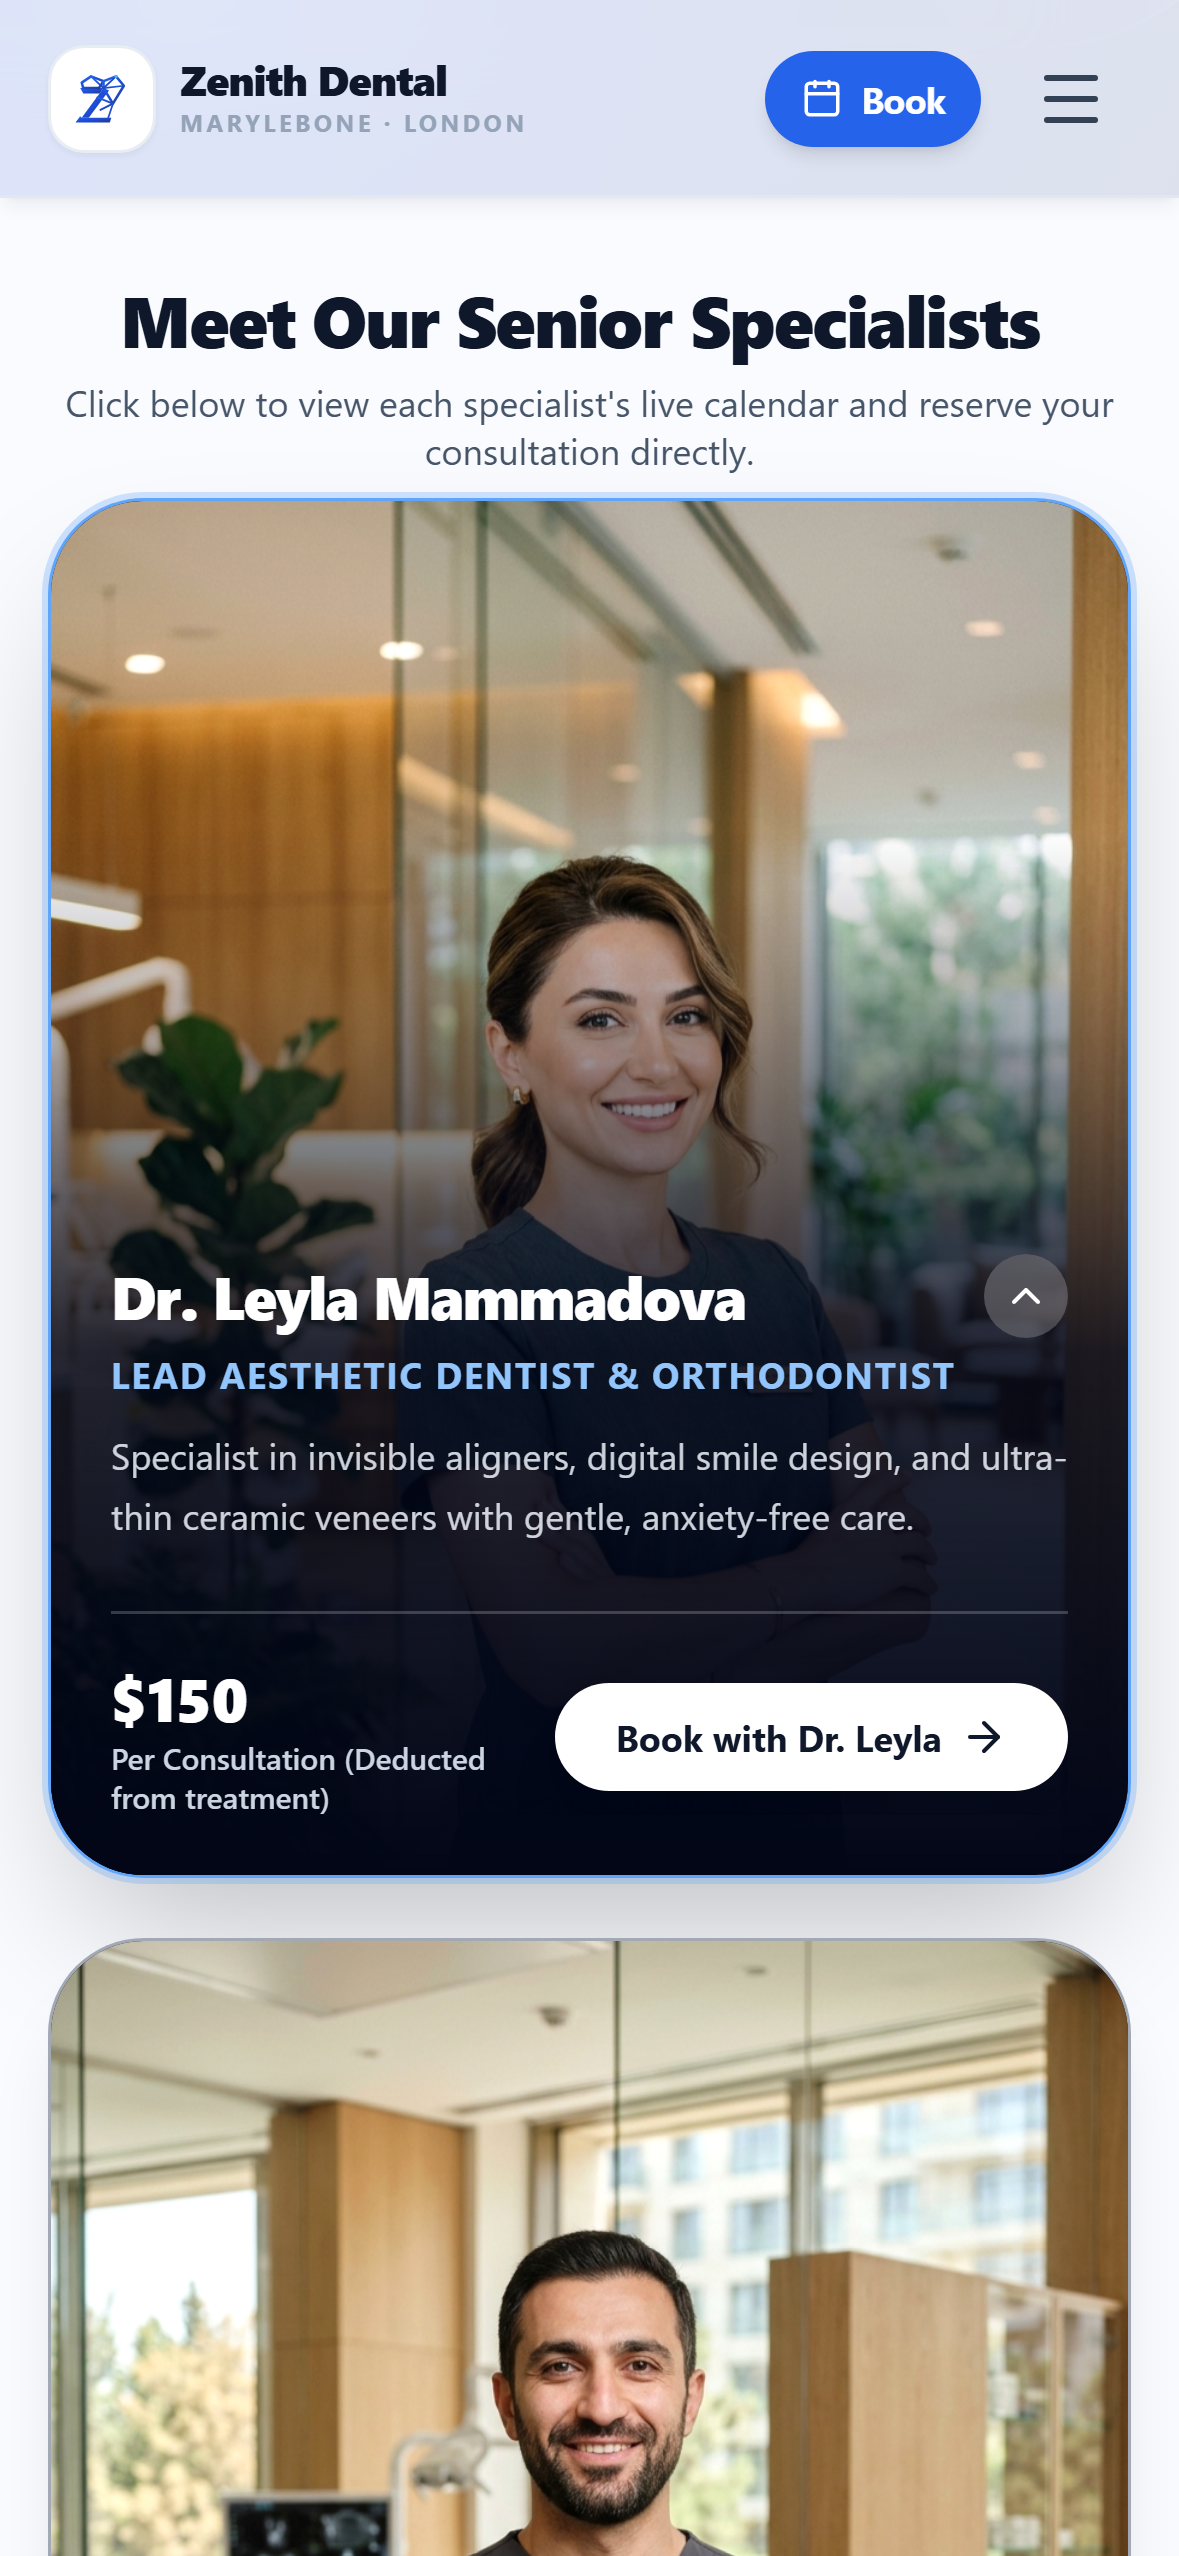 Zenith Dental
MARYLEBONE · LONDON
Book
Meet Our Senior Specialists
Click below to view each specialist's live calendar and reserve your
consultation directly.
Dr. Leyla Mammadova
LEAD AESTHETIC DENTIST & ORTHODONTIST
Specialist in invisible aligners, digital smile design, and ultra-
thin ceramic veneers with gentle, anxiety-free care.
$150
Per Consultation (Deducted
from treatment)
Book with Dr. Leyla